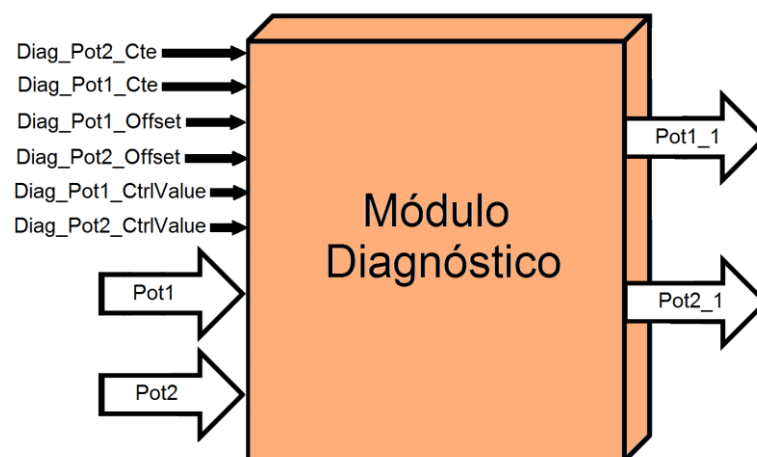 Diag_Pot2_Cte
Diag_Pot1_Cte
Diag_Pot1_Offset
Diag_Pot2_Offset
Diag_Pot1_CtrlValue
Diag_Pot2_CtrlValue
Pot1
Pot2
Módulo
Diagnóstico
Pot1_1
Pot2_1